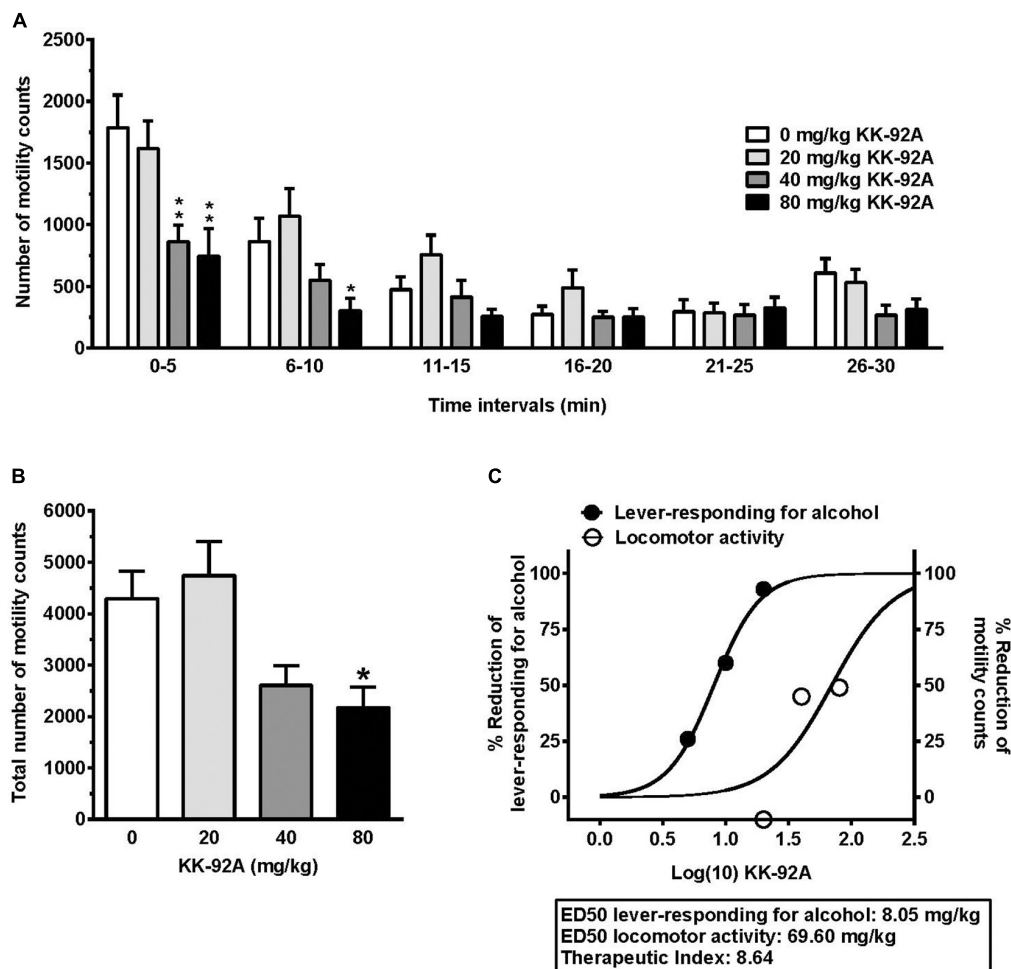 A
Number of motility counts
2500
2000
1500
1000
500
0
**
**
*
0 mg/kg KK-92A
20 mg/kg KK-92A
40 mg/kg KK-92A
80 mg/kg KK-92A
0-5 6-10 11-15 16-20 21-25 26-30
Time intervals (min)
B
Total number of motility counts
6000
5000
4000
3000
2000
1000
0
*
0 20 40 80
KK-92A (mg/kg)
C
Lever-responding for alcohol
Locomotor activity
% Reduction of
lever-responding for alcohol
100
75
50
25
0
100
75
50
25
0
% Reduction of
motility counts
0.0 0.5 1.0 1.5 2.0 2.5
Log(10) KK-92A
ED50 lever-responding for alcohol: 8.05 mg/kg
ED50 locomotor activity: 69.60 mg/kg
Therapeutic Index: 8.64